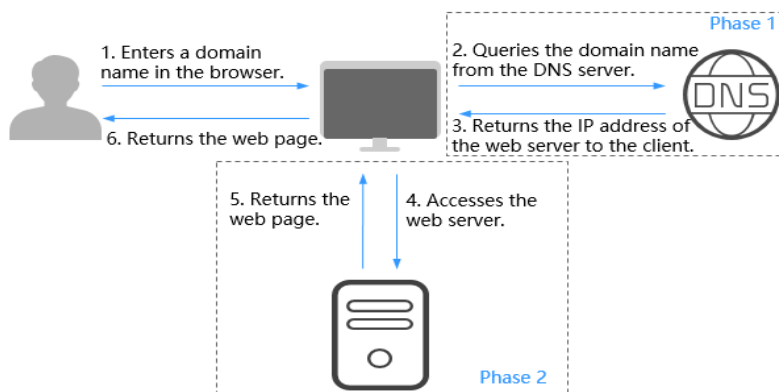 Phase 1
1. Enters a domain
name in the browser.
2. Queries the domain name
from the DNS server.
DNS
6. Returns the web page.
3. Returns the IP address of
the web server to the client.
5. Returns the
web page.
4. Accesses the
web server.
Phase 2